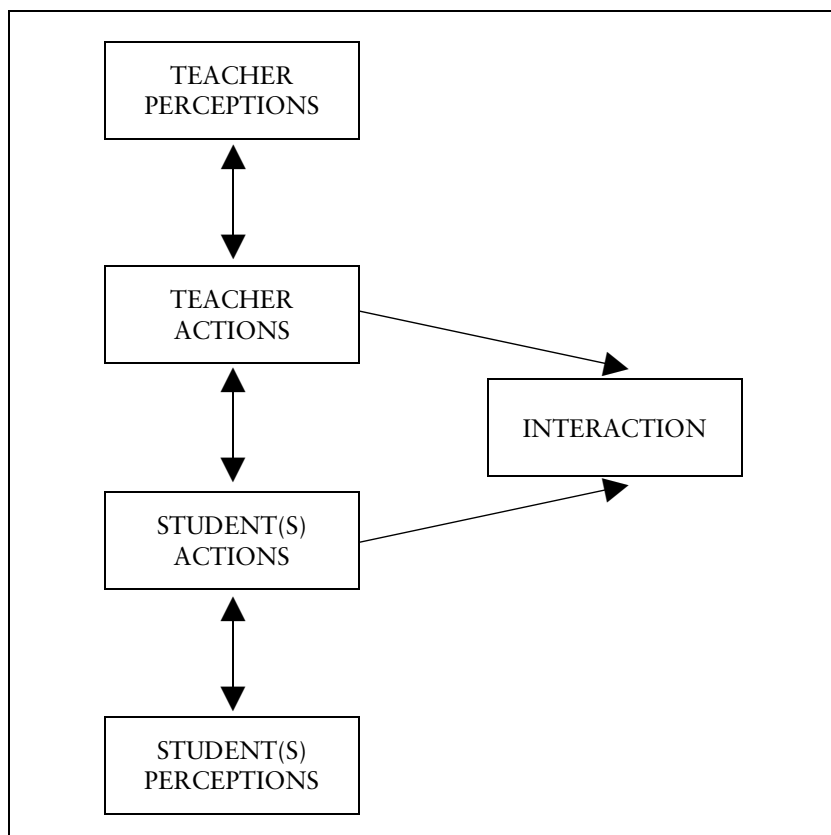 TEACHER
PERCEPTIONS
TEACHER
ACTIONS
INTERACTION
STUDENT(S)
ACTIONS
STUDENT(S)
PERCEPTIONS